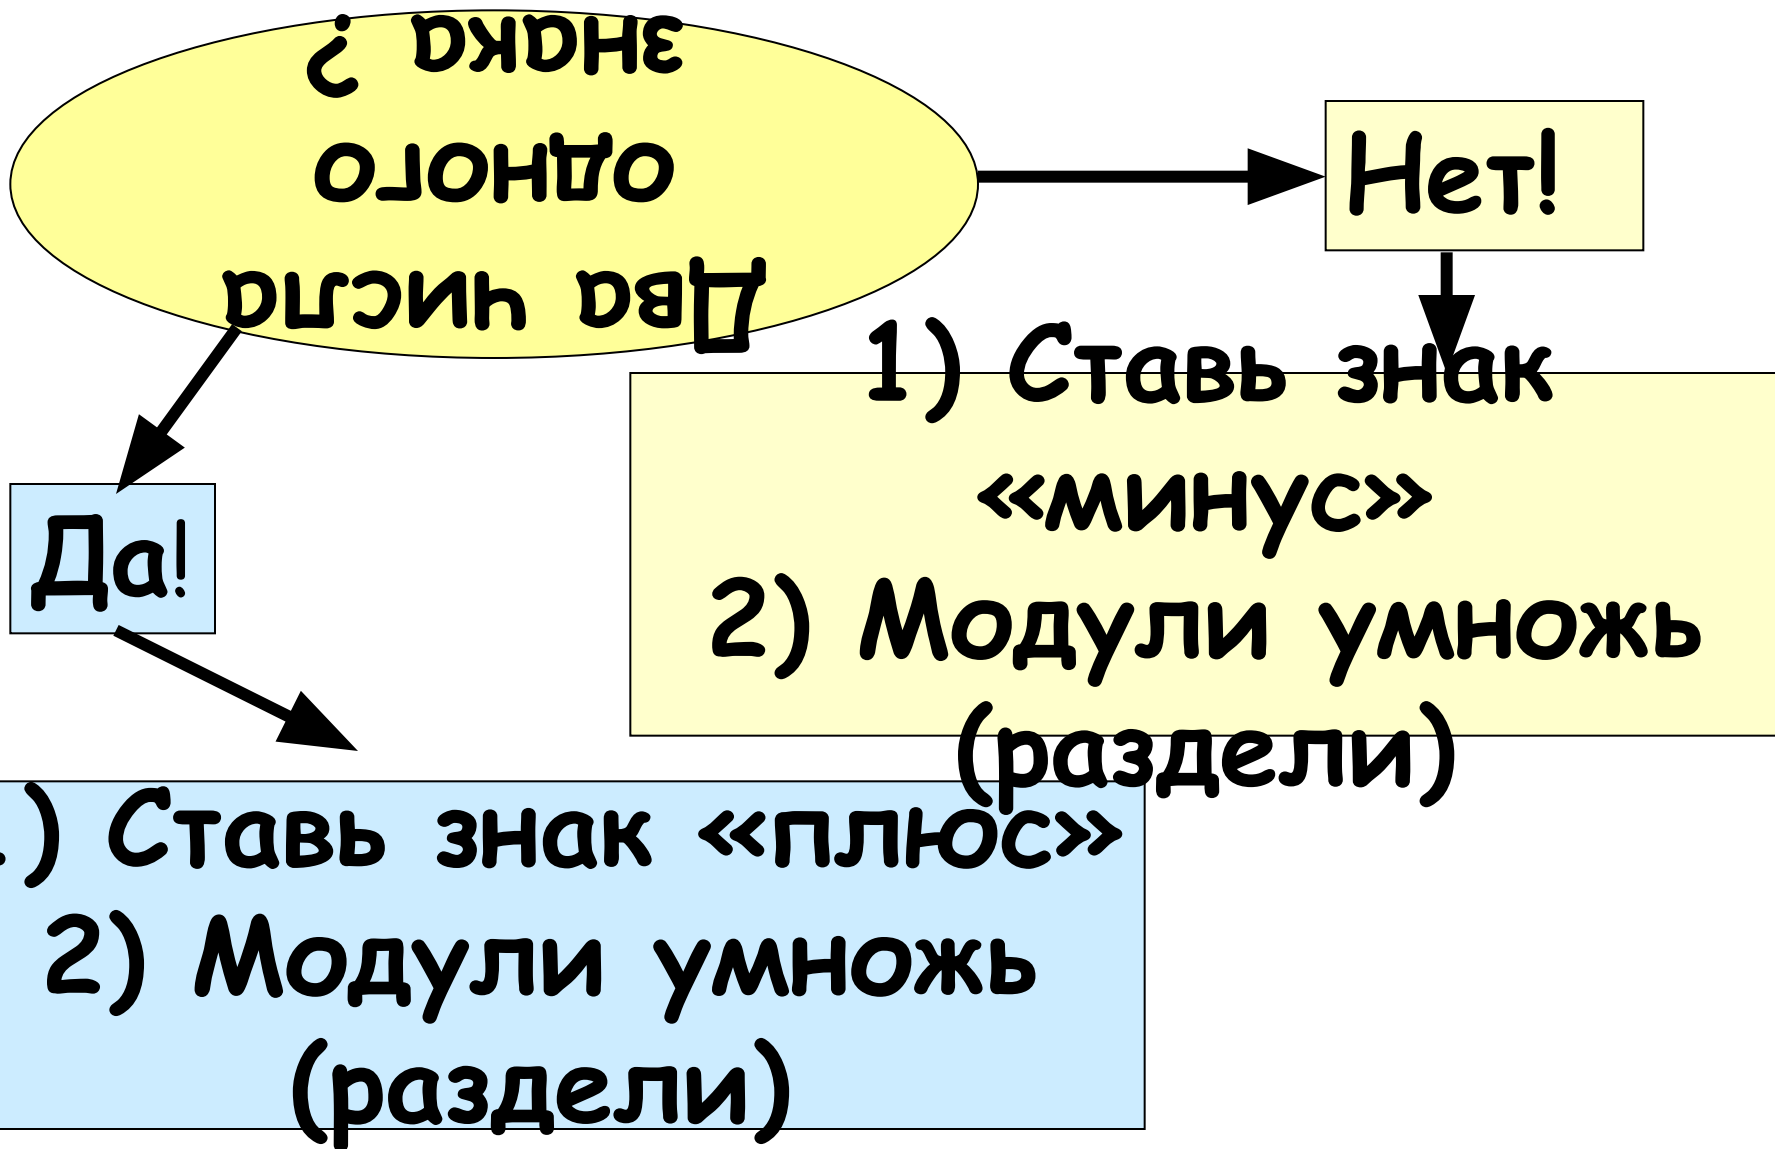 Два числа
одного
знака ?
Нет!
1) Ставь знак
«минус»
2) Модули умножь
(раздели)
Да!
) Ставь знак «плюс»
2) Модули умножь
(раздели)